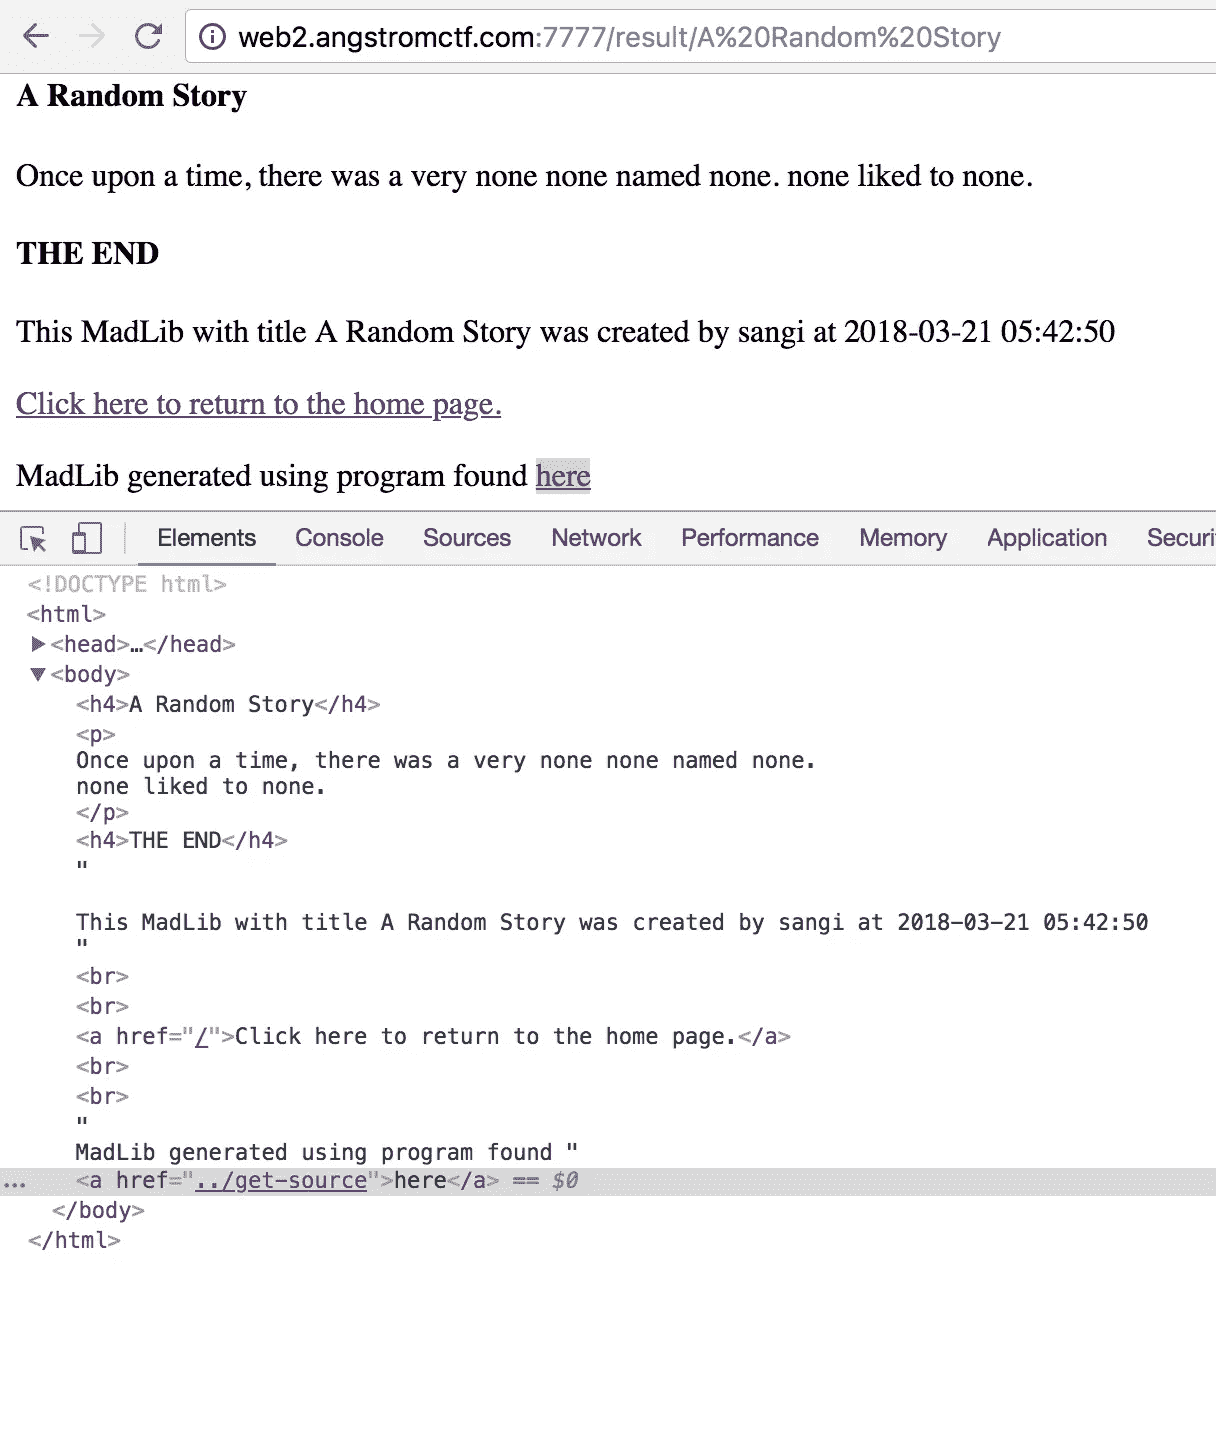 web2.angstromctf.com:7777/result/A%20Random%20Story
A Random Story
Once upon a time, there was a very none none named none. none liked to none.
THE END
This MadLib with title A Random Story was created by sangi at 2018-03-21 05:42:50
Click here to return to the home page.
MadLib generated using program found here
Elements Console Sources Network Performance Memory Application Securi
<!DOCTYPE html>
<html>
▶<head>…</head>
▼<body>
<h4>A Random Story</h4>
<p>
Once upon a time, there was a very none none named none.
none liked to none.
</p>
<h4>THE END</h4>
"
This MadLib with title A Random Story was created by sangi at 2018-03-21 05:42:50
"
<br>
<br>
<a href="/">Click here to return to the home page.</a>
<br>
<br>
"
MadLib generated using program found "
... <a href="../get-source">here</a> == $0
</body>
</html>